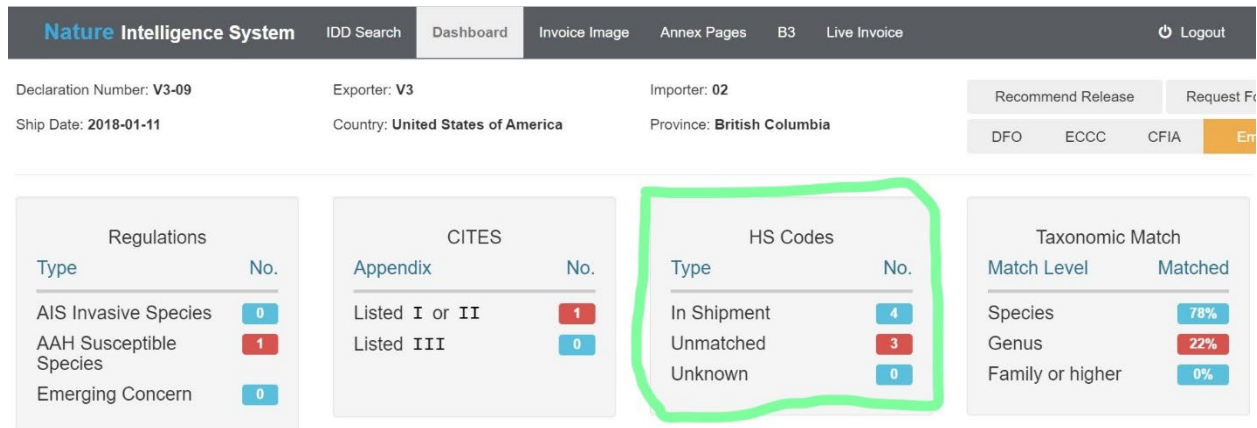 Nature Intelligence System IDD Search Dashboard Invoice Image Annex Pages B3 Live Invoice Logout
Declaration Number: V3-09 Exporter: V3 Importer: 02
Recommend Release
Ship Date: 2018-01-11 Country: United States of America Province: British Columbia
Request
DFO ECCC CFIA
Regulations
Type No.
AIS Invasive Species 0
AAH Susceptible Species 1
Emerging Concern 0
CITES
Appendix No.
Listed I or II 1
Listed III 0
HS Codes
Type No.
In Shipment 4
Unmatched 3
Unknown 0
Taxonomic Match
Match Level Matched
Species 78%
Genus 22%
Family or higher 0%